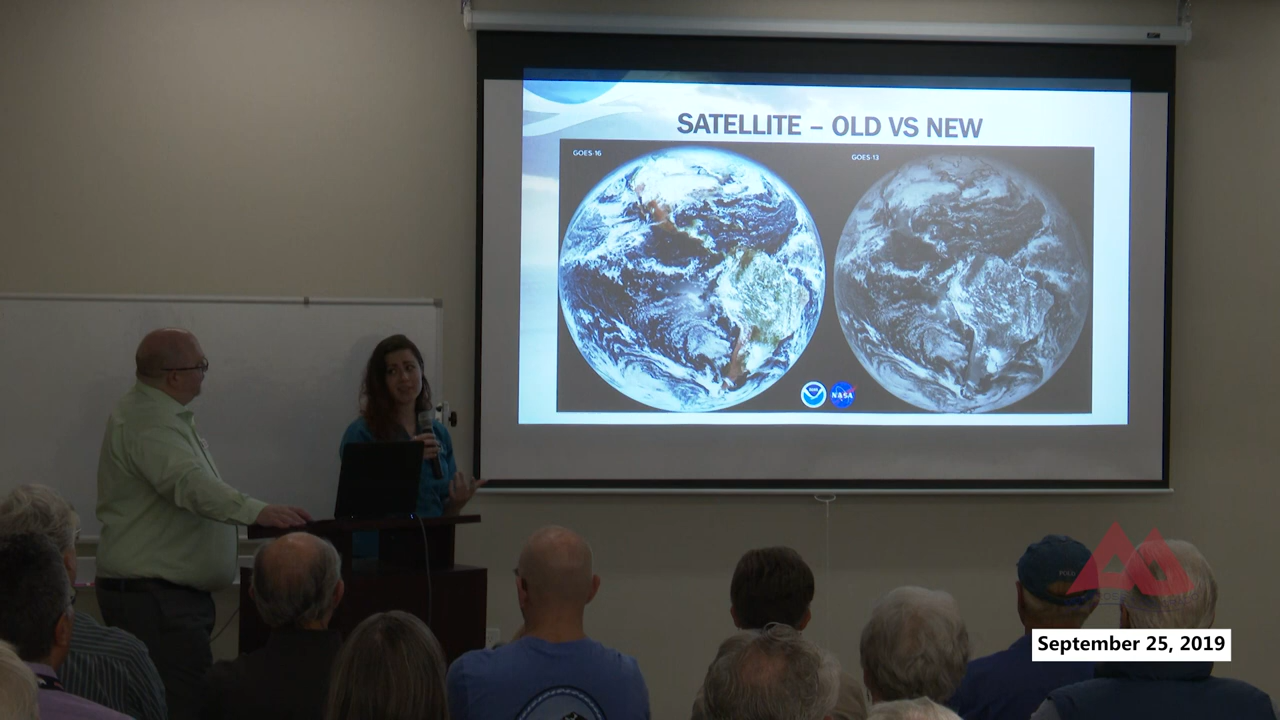 SATELLITE – OLD VS NEW
GOES-16
GOES-13
NASA
September 25, 2019